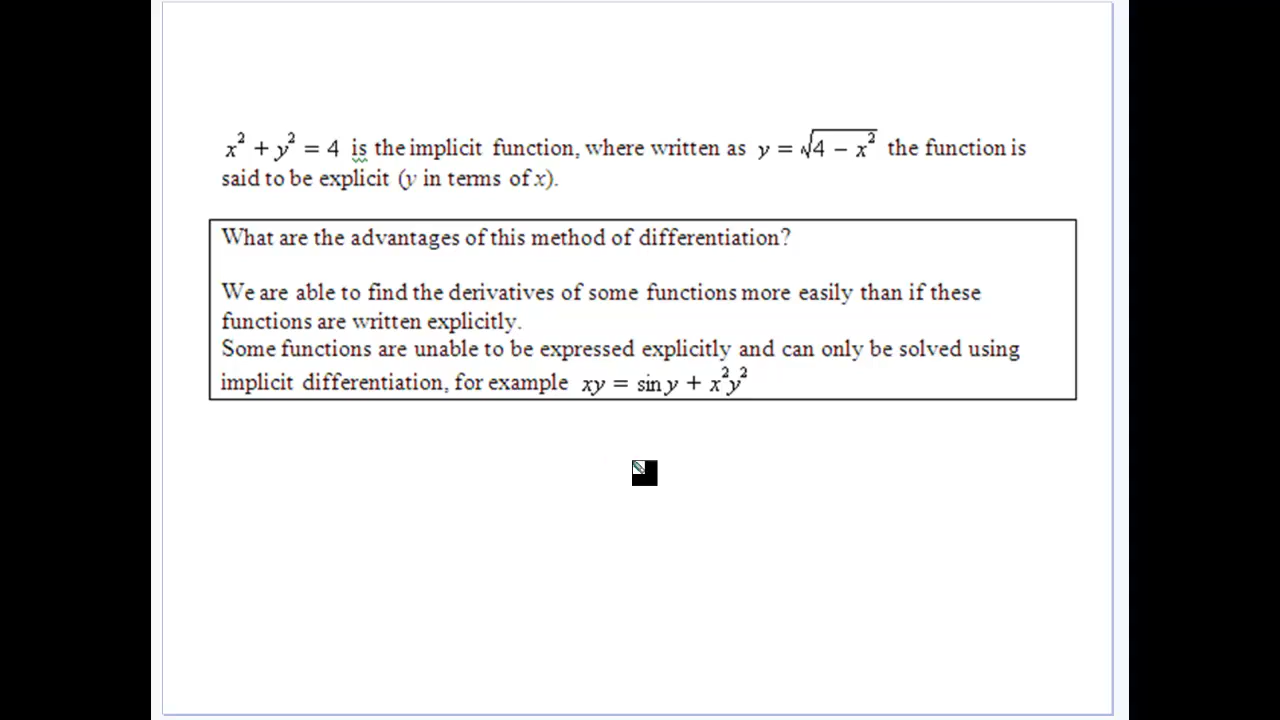 x² + y² = 4 is the implicit function, where written as y = √(4 − x²) the function is
said to be explicit (y in terms of x).
What are the advantages of this method of differentiation?
We are able to find the derivatives of some functions more easily than if these
functions are written explicitly.
Some functions are unable to be expressed explicitly and can only be solved using
implicit differentiation, for example xy = sin y + x²y²